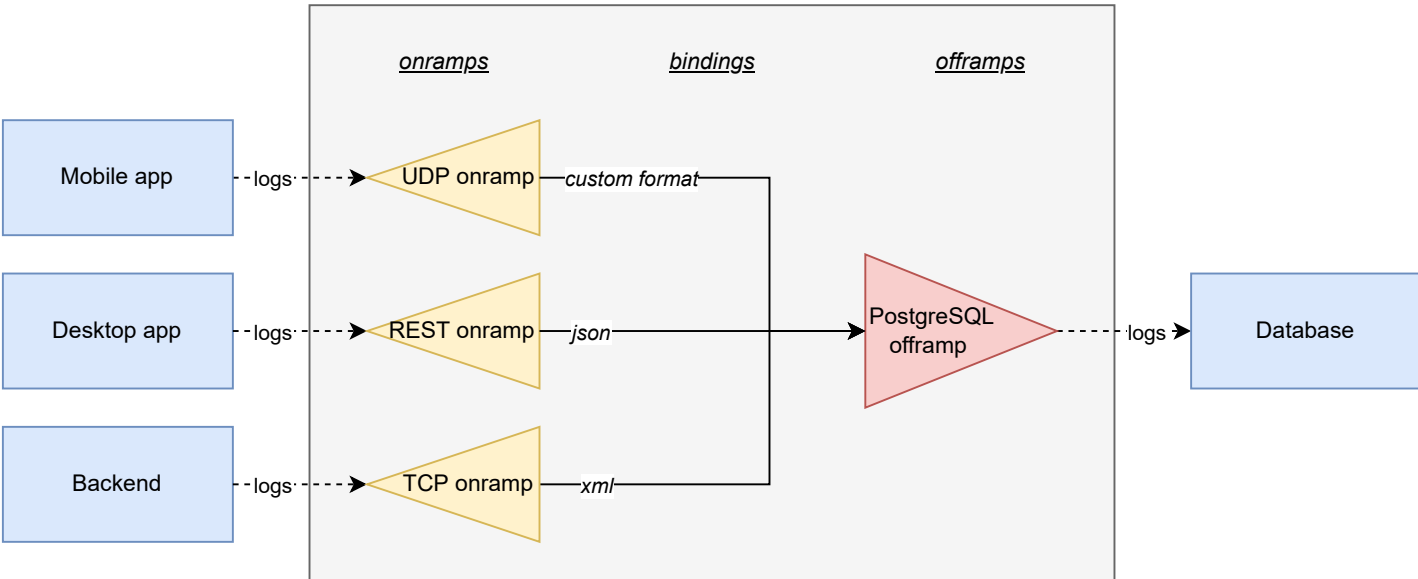 onramps
bindings
offramps
Mobile app
logs
UDP onramp
custom format
Desktop app
logs
REST onramp
json
PostgreSQL
offramp
logs
Database
Backend
logs
TCP onramp
xml